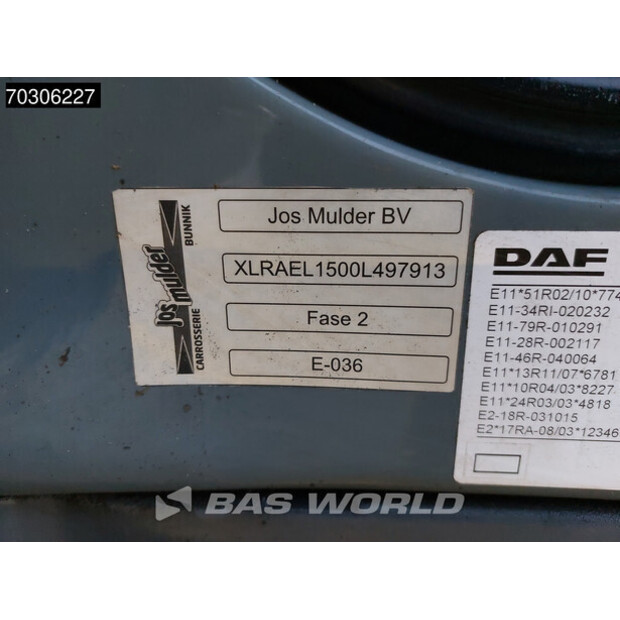 70306227
Jos Mulder BV
XLRAEL1500L497913
Fase 2
E-036
jos mulder
CARROSSERIE BUNNIK
DAF
E11*51R02/10*774
E11-34RI-020232
E11-79R-010291
E11-28R-002117
E11-46R-040064
E11*13R11/07*6781
E11*10R04/03*8227
E11*24R03/03*4818
E2-18R-031015
E2*17RA-08/03*12346
BAS WORLD